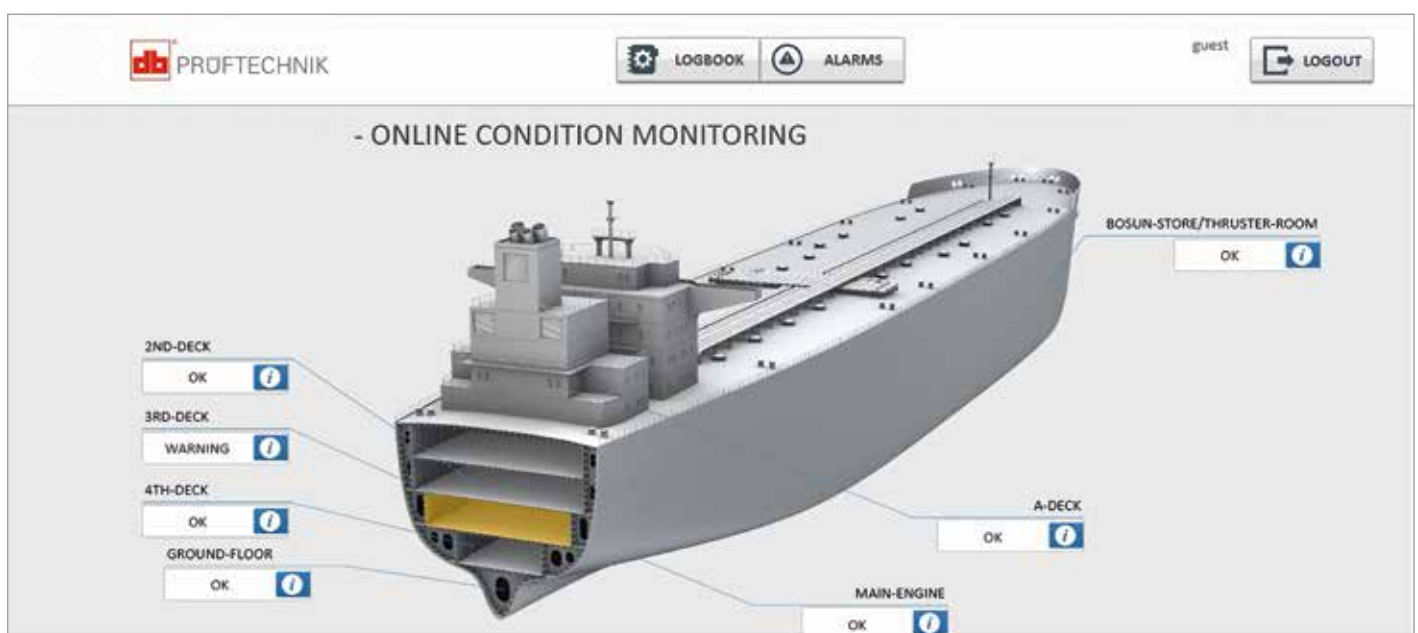 db PRÜFTECHNIK
LOGBOOK
ALARMS
guest
LOGOUT
- ONLINE CONDITION MONITORING
BOSUN-STORE/THRUSTER-ROOM
OK
2ND-DECK
OK
3RD-DECK
WARNING
4TH-DECK
OK
GROUND-FLOOR
OK
A-DECK
OK
MAIN-ENGINE
OK